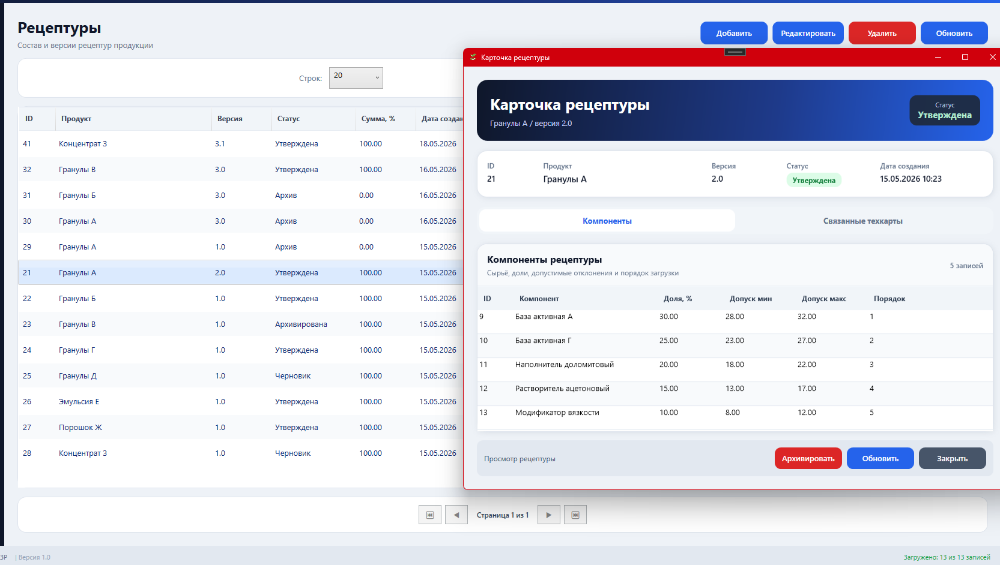 Рецептуры
Состав и версии рецептур продукции
Добавить Редактировать Удалить Обновить
Строк: 20
ID Продукт Версия Статус Сумма, % Дата создан
41 Концентрат З 3.1 Утверждена 100.00 18.05.2026
32 Гранулы В 3.0 Утверждена 100.00 16.05.2026
31 Гранулы Б 3.0 Архив 0.00 16.05.2026
30 Гранулы А 3.0 Архив 0.00 16.05.2026
29 Гранулы А 1.0 Архив 0.00 15.05.2026
21 Гранулы А 2.0 Утверждена 100.00 15.05.2026
22 Гранулы Б 1.0 Утверждена 100.00 15.05.2026
23 Гранулы В 1.0 Архивирована 100.00 15.05.2026
24 Гранулы Г 1.0 Утверждена 100.00 15.05.2026
25 Гранулы Д 1.0 Черновик 100.00 15.05.2026
26 Эмульсия Е 1.0 Утверждена 100.00 15.05.2026
27 Порошок Ж 1.0 Утверждена 100.00 15.05.2026
28 Концентрат З 1.0 Черновик 100.00 15.05.2026
Карточка рецептуры
Карточка рецептуры
Гранулы А / версия 2.0
Статус
Утверждена
ID Продукт Версия Статус Дата создания
21 Гранулы А 2.0 Утверждена 15.05.2026 10:23
Компоненты Связанные техкарты
Компоненты рецептуры
Сырьё, доли, допустимые отклонения и порядок загрузки
5 записей
ID Компонент Доля, % Допуск мин Допуск макс Порядок
9 База активная А 30.00 28.00 32.00 1
10 База активная Г 25.00 23.00 27.00 2
11 Наполнитель доломитовый 20.00 18.00 22.00 3
12 Растворитель ацетоновый 15.00 13.00 17.00 4
13 Модификатор вязкости 10.00 8.00 12.00 5
Просмотр рецептуры Архивировать Обновить Закрыть
Страница 1 из 1
ЗР | Версия 1.0 Загружено: 13 из 13 записей